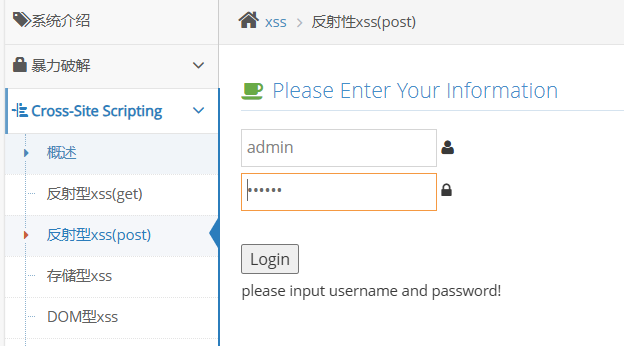 系统介绍
暴力破解
Cross-Site Scripting
概述
反射型xss(get)
反射型xss(post)
存储型xss
DOM型xss
xss > 反射性xss(post)
Please Enter Your Information
admin
••••••
Login
please input username and password!